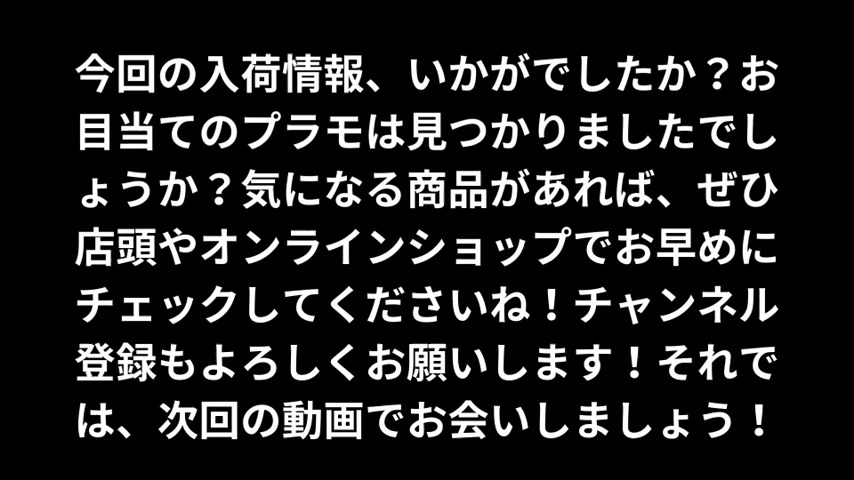 今回の入荷情報、いかがでしたか？お
目当てのプラモは見つかりましたでし
ょうか？気になる商品があれば、ぜひ
店頭やオンラインショップでお早めに
チェックしてくださいね！チャンネル
登録もよろしくお願いします！それで
は、次回の動画でお会いしましょう！